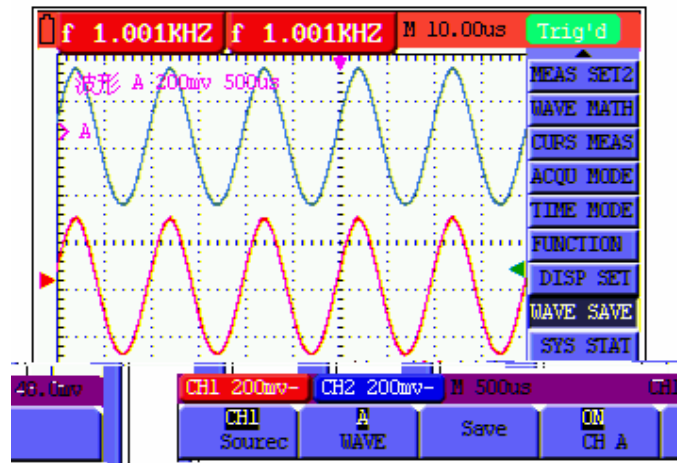 f 1.001KHZ f 1.001KHZ M 10.00us Trig'd
波形 A 200mv 500us
A
MEAS SET2
WAVE MATH
CURS MEAS
ACQU MODE
TIME MODE
FUNCTION
DISP SET
WAVE SAVE
SYS STAT
CH1 200mv- CH2 200mv- M 500us
CH1 A Save ON
Sourec WAVE CH A